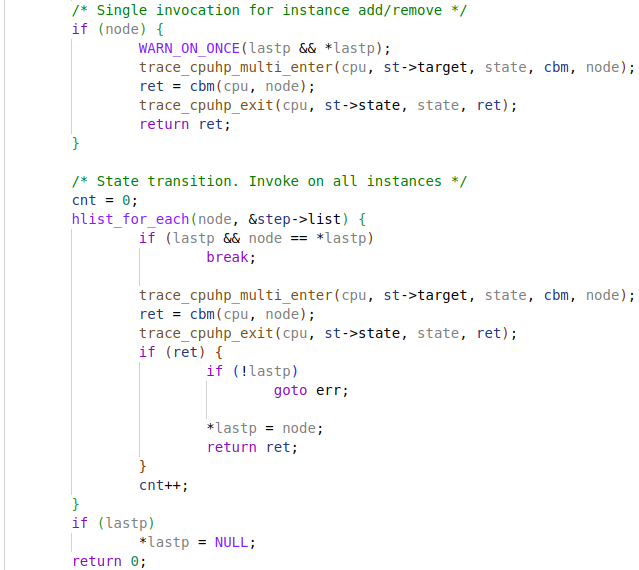 /* Single invocation for instance add/remove */
if (node) {
WARN_ON_ONCE(lastp && *lastp);
trace_cpuhp_multi_enter(cpu, st->target, state, cbm, node);
ret = cbm(cpu, node);
trace_cpuhp_exit(cpu, st->state, state, ret);
return ret;
}
/* State transition. Invoke on all instances */
cnt = 0;
hlist_for_each(node, &step->list) {
if (lastp && node == *lastp)
break;
trace_cpuhp_multi_enter(cpu, st->target, state, cbm, node);
ret = cbm(cpu, node);
trace_cpuhp_exit(cpu, st->state, state, ret);
if (ret) {
if (!lastp)
goto err;
*lastp = node;
return ret;
}
cnt++;
}
if (lastp)
*lastp = NULL;
return 0;